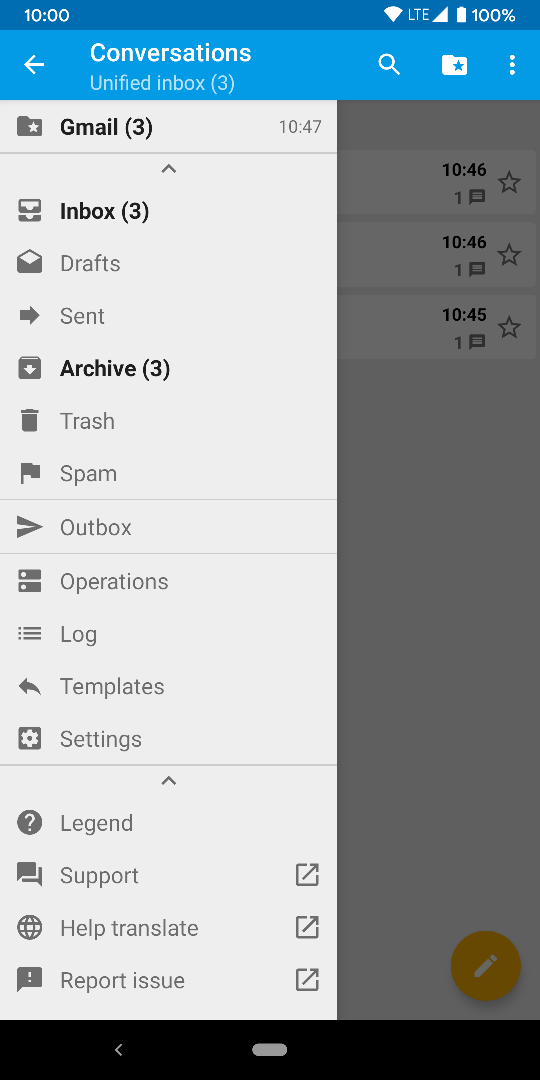 10:00 LTE 100%
Conversations
Unified inbox (3)
Gmail (3) 10:47
Inbox (3)
10:46
1
Drafts
10:46
1
Sent
10:45
1
Archive (3)
Trash
Spam
Outbox
Operations
Log
Templates
Settings
Legend
Support
Help translate
Report issue